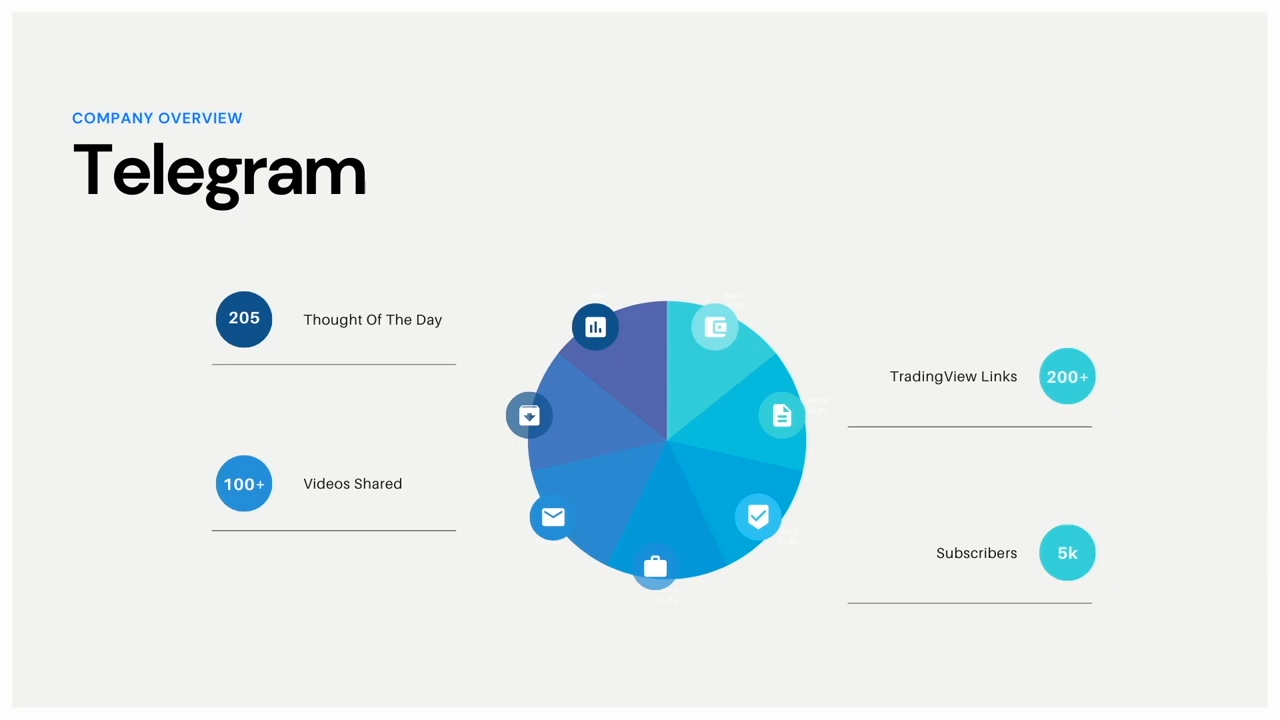 COMPANY OVERVIEW
Telegram
205
Thought Of The Day
TradingView Links
200+
100+
Videos Shared
Subscribers
5k